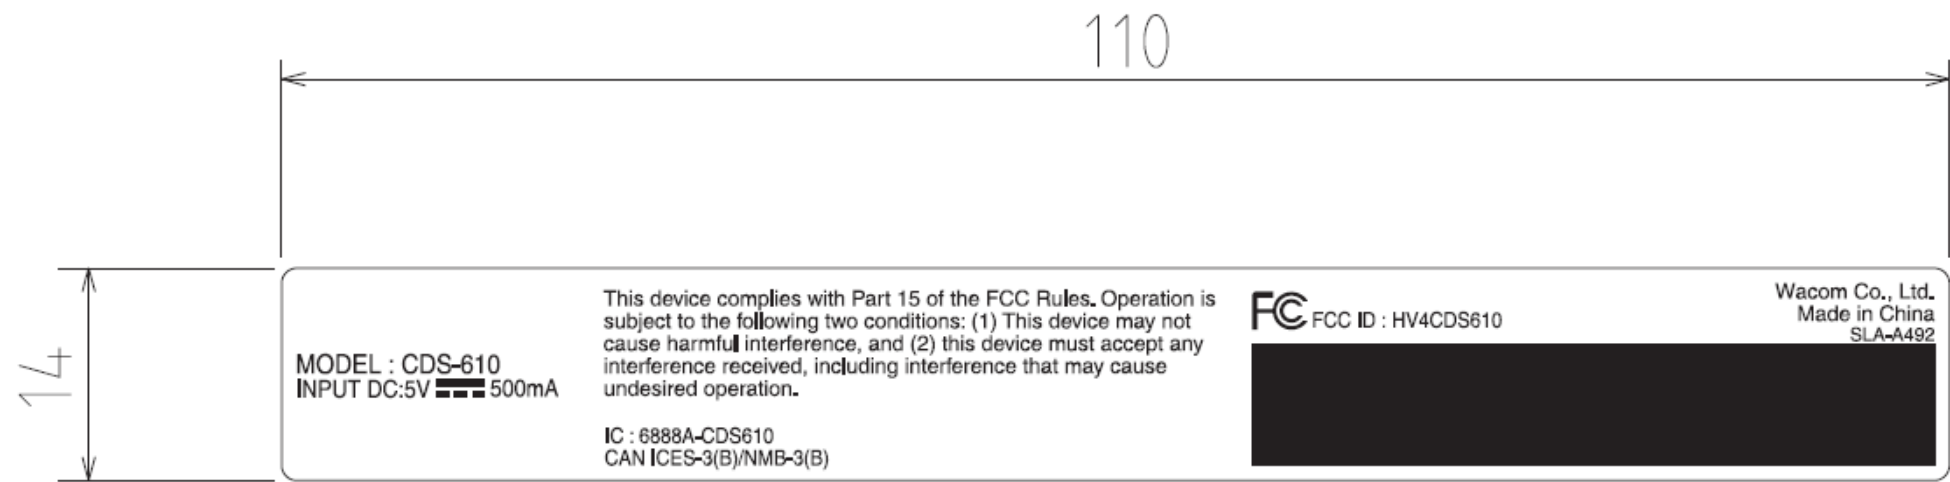 110
14
MODEL : CDS-610
INPUT DC:5V 500mA
This device complies with Part 15 of the FCC Rules. Operation is
subject to the following two conditions: (1) This device may not
cause harmful interference, and (2) this device must accept any
interference received, including interference that may cause
undesired operation.
IC : 6888A-CDS610
CAN ICES-3(B)/NMB-3(B)
FC FCC ID : HV4CDS610
Wacom Co., Ltd.
Made in China
SLA-A492